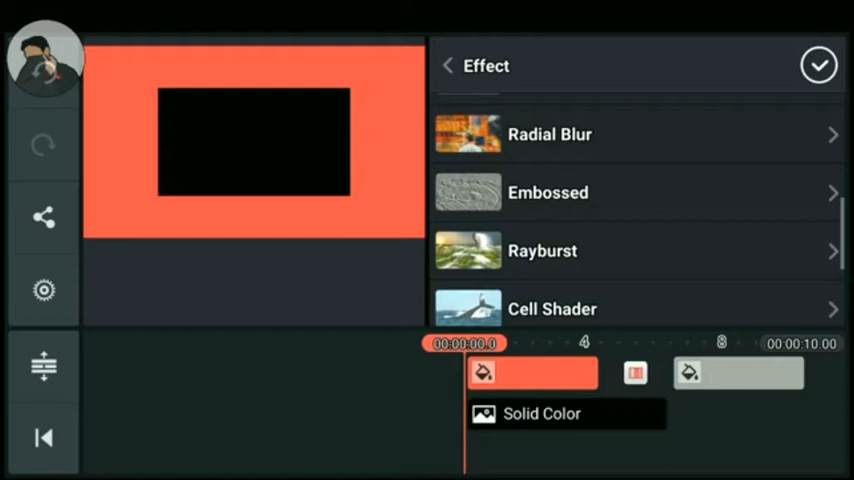 Effect
Radial Blur
Embossed
Rayburst
Cell Shader
00:00:00.0
4
8
00:00:10.00
Solid Color